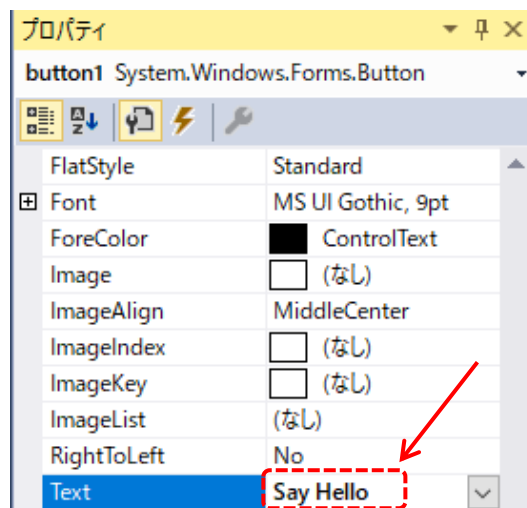 プロパティ
button1 System.Windows.Forms.Button
FlatStyle Standard
Font MS UI Gothic, 9pt
ForeColor ControlText
Image (なし)
ImageAlign MiddleCenter
ImageIndex (なし)
ImageKey (なし)
ImageList (なし)
RightToLeft No
Text Say Hello